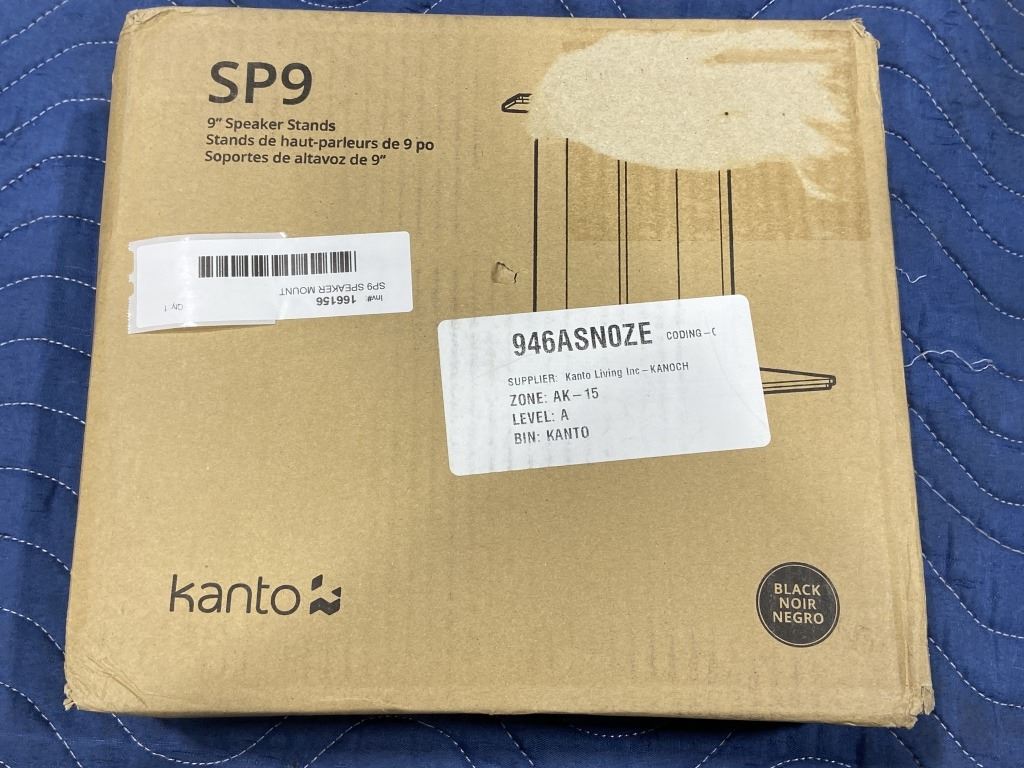 SP9
9” Speaker Stands
Stands de haut-parleurs de 9 po
Soportes de altavoz de 9”
Inv# 166156
SP9 SPEAKER MOUNT
Qty: 1
946ASN0ZE CODING-(
SUPPLIER: Kanto Living Inc-KANOCH
ZONE: AK-15
LEVEL: A
BIN: KANTO
kanto
BLACK
NOIR
NEGRO